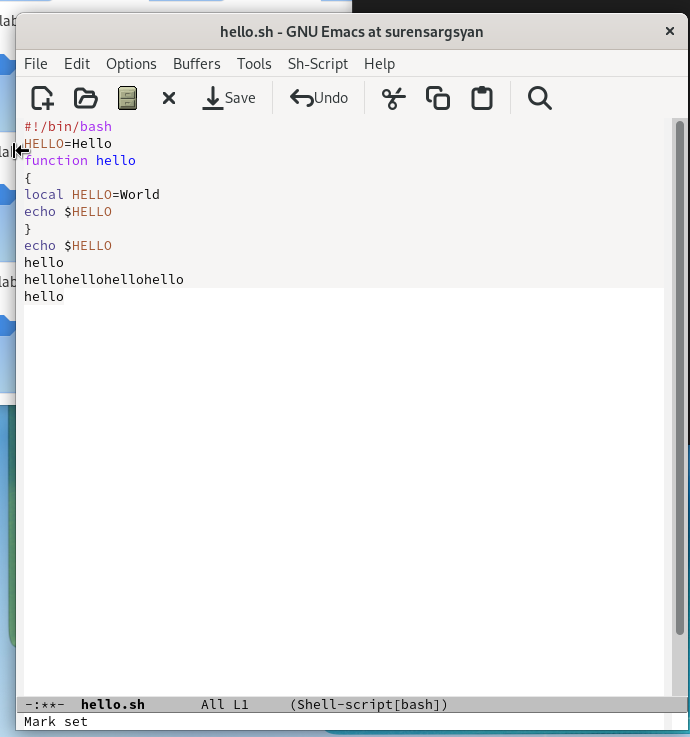 lab
hello.sh - GNU Emacs at surensargsyan
File Edit Options Buffers Tools Sh-Script Help
Save Undo
#!/bin/bash
HELLO=Hello
lab
function hello
{
local HELLO=World
echo $HELLO
}
echo $HELLO
hello
hellohellohellohello
lab
hello
-:**- hello.sh All L1 (Shell-script[bash])
Mark set